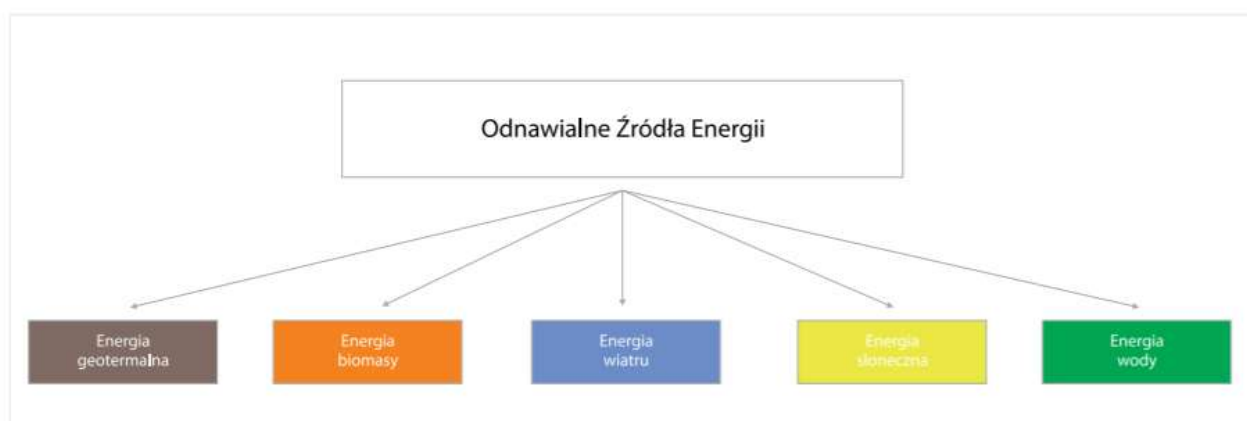 Odnawialne Źródła Energii
Energia
geotermalna
Energia
biomasy
Energia
wiatru
Energia
słoneczna
Energia
wody